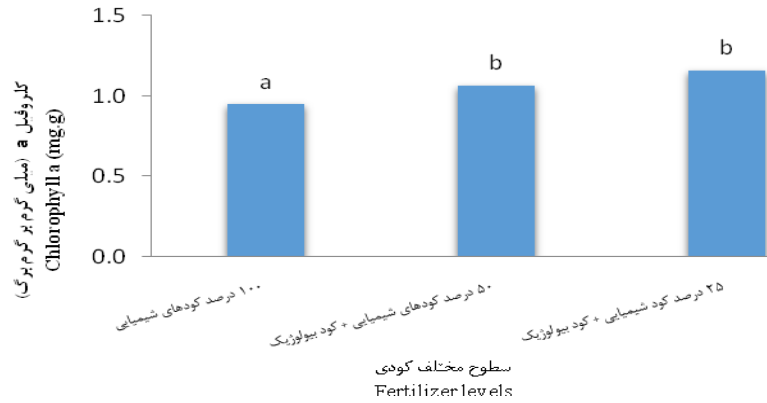 1.5
1.0
0.5
0.0
a
b
b
کلروفیل a (میلی گرم بر گرم برگ)
Chlorophyll a (mg.g)
۱۰۰ درصد کودهای شیمیایی
۵۰ درصد کودهای شیمیایی + کود بیولوژیک
۲۵ درصد کود شیمیایی + کود بیولوژیک
سطوح مختلف کودی
Fertilizer levels